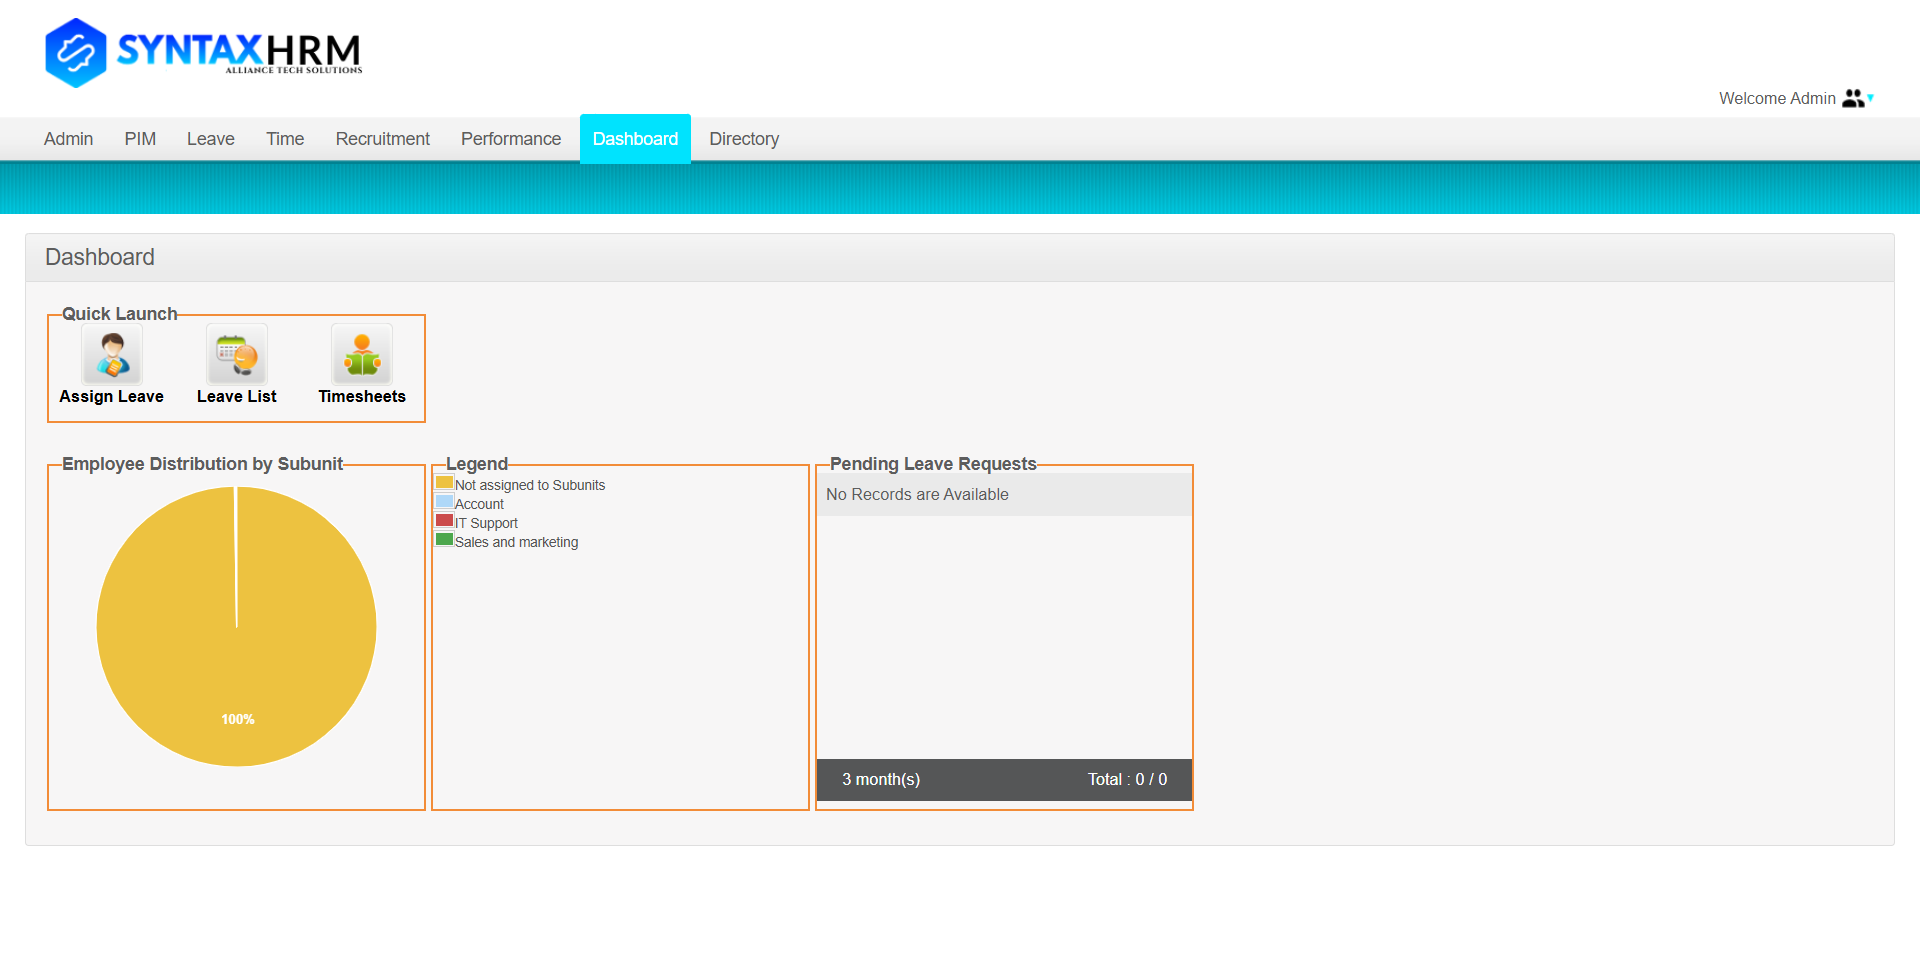 SYNTAXHRM
ALLIANCE TECH SOLUTIONS
Welcome Admin
Admin PIM Leave Time Recruitment Performance Dashboard Directory
Dashboard
Quick Launch
Assign Leave Leave List Timesheets
Employee Distribution by Subunit
100%
Legend
Not assigned to Subunits
Account
IT Support
Sales and marketing
Pending Leave Requests
No Records are Available
3 month(s) Total : 0 / 0